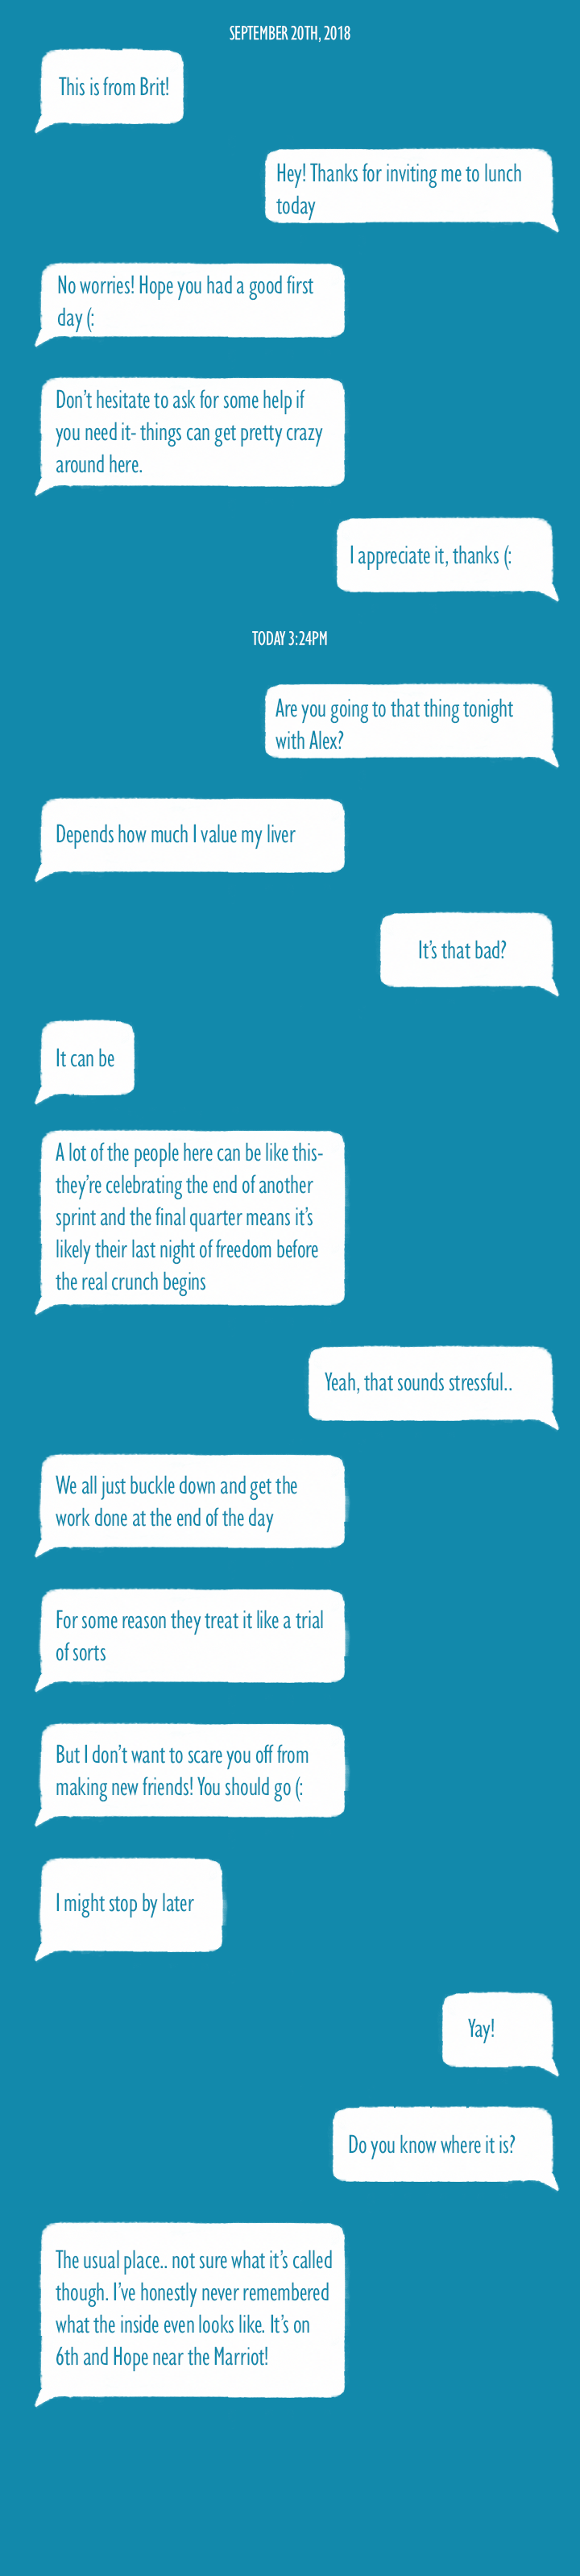 SEPTEMBER 20TH, 2018
This is from Brit!
Hey! Thanks for inviting me to lunch
today
No worries! Hope you had a good first
day (:
Don't hesitate to ask for some help if
you need it- things can get pretty crazy
around here.
I appreciate it, thanks (:
TODAY 3:24PM
Are you going to that thing tonight
with Alex?
Depends how much I value my liver
It's that bad?
It can be
A lot of the people here can be like this-
they're celebrating the end of another
sprint and the final quarter means it's
likely their last night of freedom before
the real crunch begins
Yeah, that sounds stressful..
We all just buckle down and get the
work done at the end of the day
For some reason they treat it like a trial
of sorts
But I don't want to scare you off from
making new friends! You should go (:
I might stop by later
Yay!
Do you know where it is?
The usual place.. not sure what it's called
though. I've honestly never remembered
what the inside even looks like. It's on
6th and Hope near the Marriot!